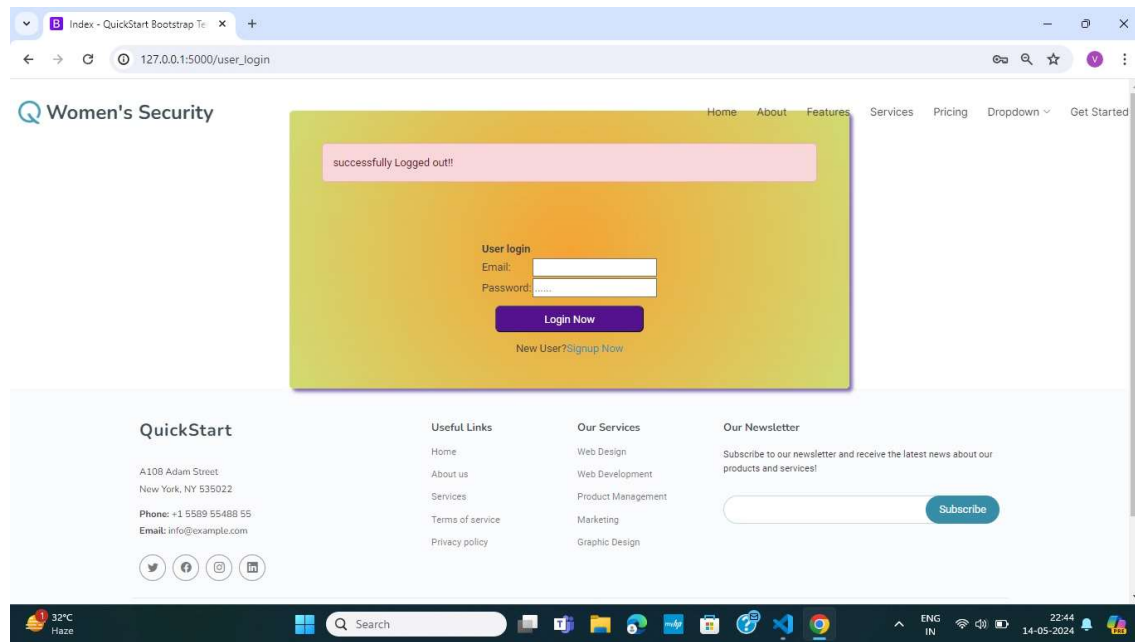 Index - QuickStart Bootstrap Te
127.0.0.1:5000/user_login
Women's Security
Home About Features Services Pricing Dropdown Get Started
successfully Logged out!!
User login
Email:
Password: ......
Login Now
New User?Signup Now
QuickStart
A108 Adam Street
New York, NY 535022
Phone: +1 5589 55488 55
Email: info@example.com
Useful Links
Home
About us
Services
Terms of service
Privacy policy
Our Services
Web Design
Web Development
Product Management
Marketing
Graphic Design
Our Newsletter
Subscribe to our newsletter and receive the latest news about our
products and services!
Subscribe
1
32°C
Haze
Search
ENG
IN
22:44
14-05-2024
PRE